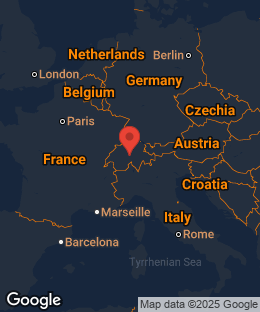 Netherlands
Berlin
London
Germany
Belgium
Czechia
Paris
Austria
France
Croatia
Marseille
Italy
Rome
Barcelona
Tyrrhenian Sea
Google
Map data ©2025 Google